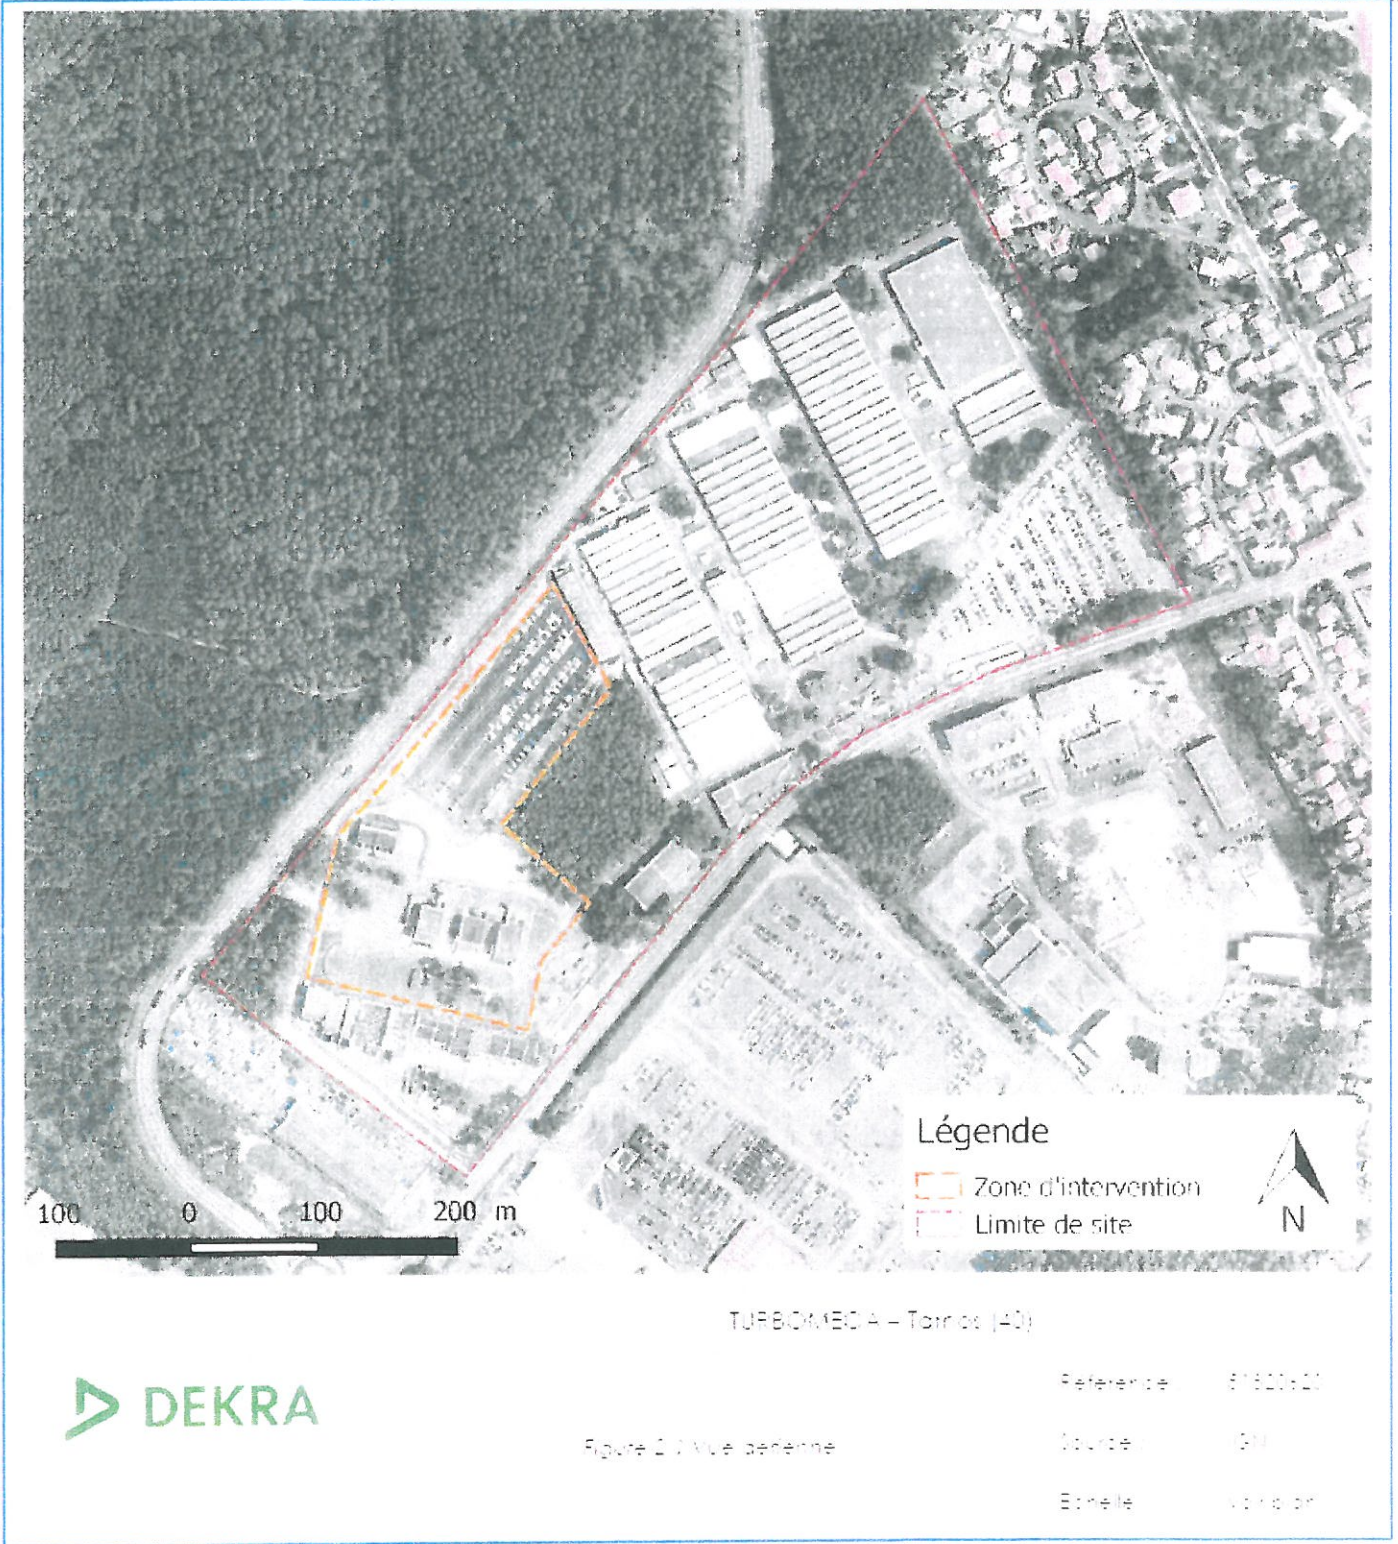 Légende
Zone d'intervention
Limite de site
N
100 0 100 200 m
TURBOMECA – Tarnos (40)
DEKRA
Référence
Figure 2 : Vue aérienne
Source IGN
Echelle